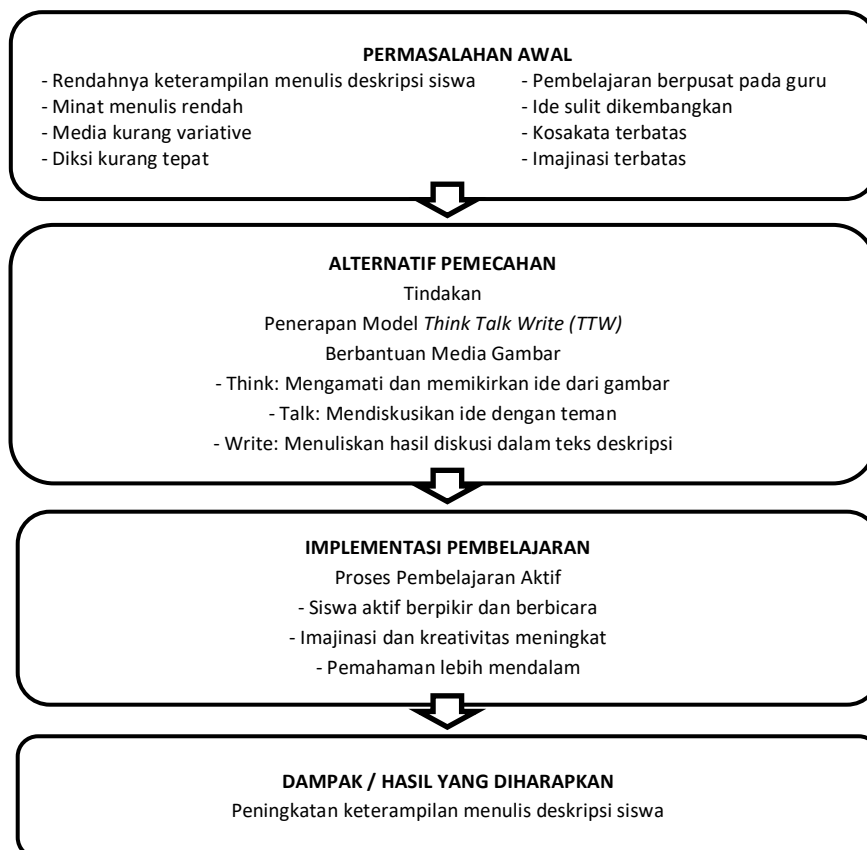 PERMASALAHAN AWAL
- Rendahnya keterampilan menulis deskripsi siswa
- Minat menulis rendah
- Media kurang variative
- Diksi kurang tepat
- Pembelajaran berpusat pada guru
- Ide sulit dikembangkan
- Kosakata terbatas
- Imajinasi terbatas
ALTERNATIF PEMECAHAN
Tindakan
Penerapan Model Think Talk Write (TTW)
Berbantuan Media Gambar
- Think: Mengamati dan memikirkan ide dari gambar
- Talk: Mendiskusikan ide dengan teman
- Write: Menuliskan hasil diskusi dalam teks deskripsi
IMPLEMENTASI PEMBELAJARAN
Proses Pembelajaran Aktif
- Siswa aktif berpikir dan berbicara
- Imajinasi dan kreativitas meningkat
- Pemahaman lebih mendalam
DAMPAK / HASIL YANG DIHARAPKAN
Peningkatan keterampilan menulis deskripsi siswa